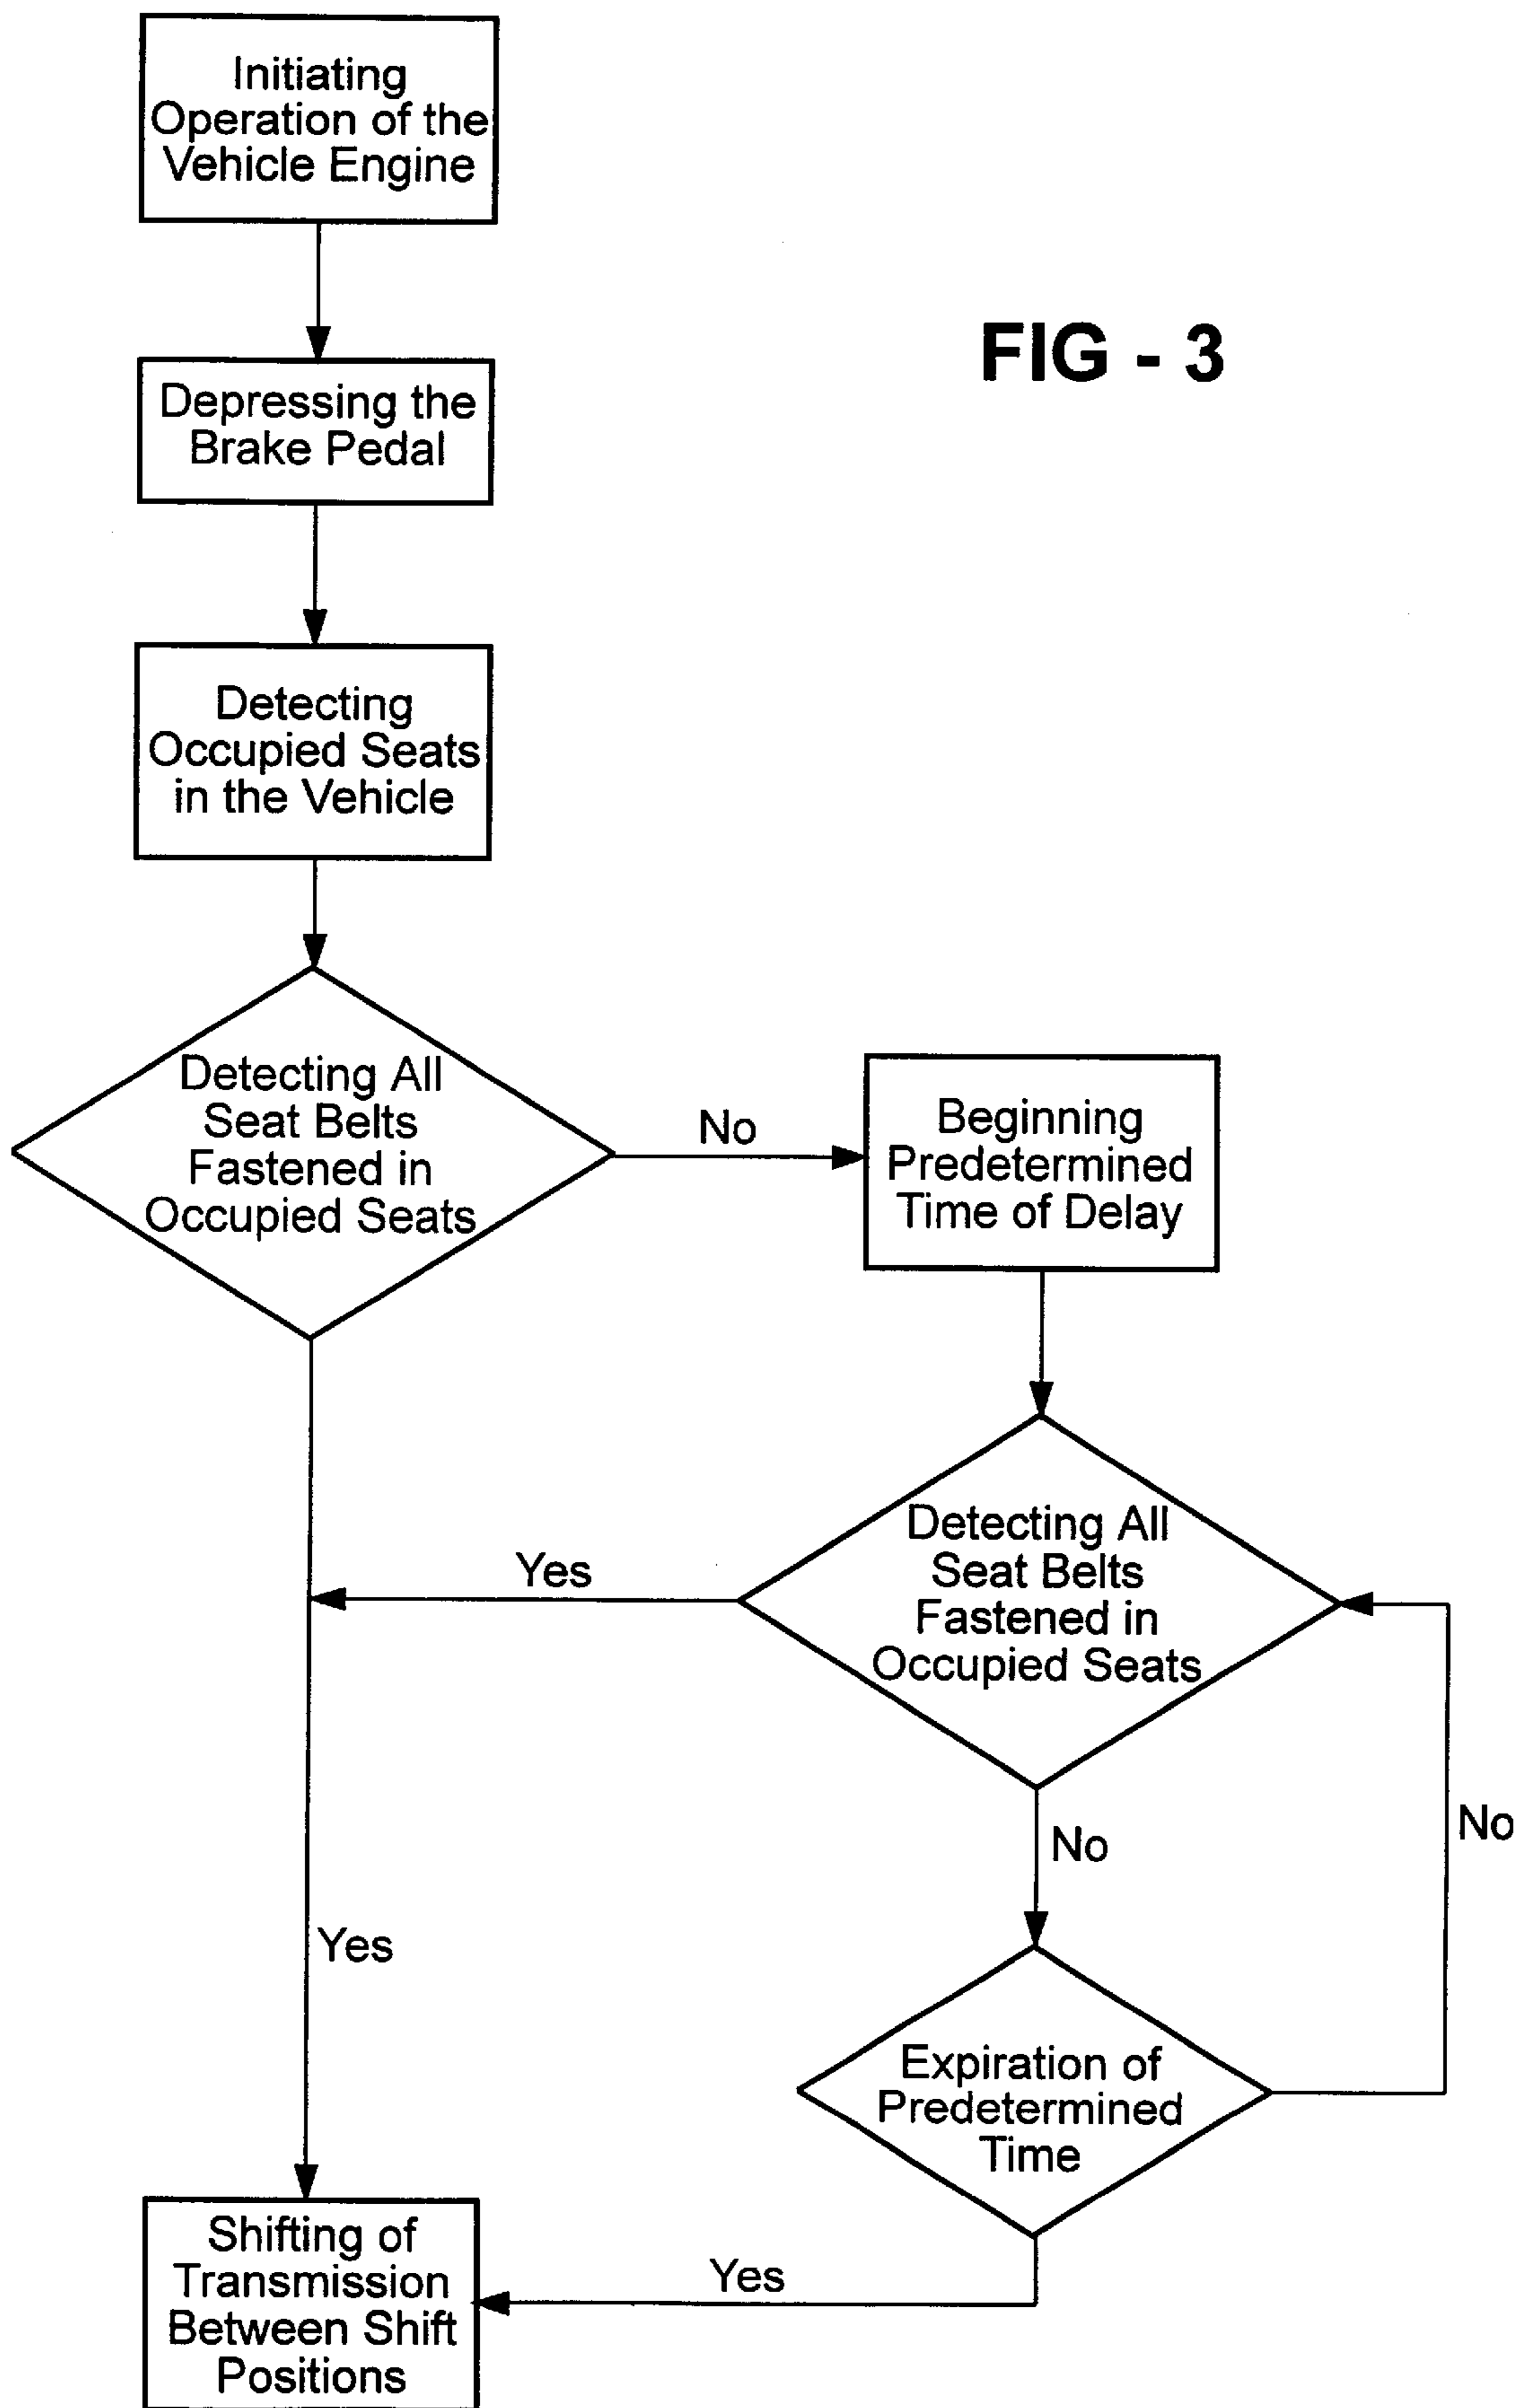 Initiating
Operation of the
Vehicle Engine
FIG - 3
Depressing the
Brake Pedal
Detecting
Occupied Seats
in the Vehicle
Detecting All
Seat Belts
Fastened in
Occupied Seats
No
Beginning
Predetermined
Time of Delay
Detecting All
Seat Belts
Fastened in
Occupied Seats
Yes
No
No
Yes
Expiration of
Predetermined
Time
Yes
Shifting of
Transmission
Between Shift
Positions